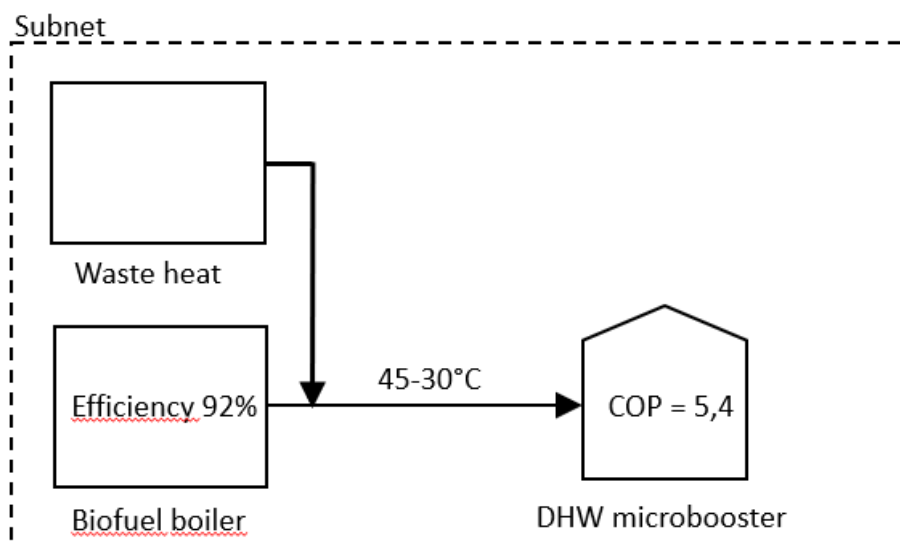 Subnet
Waste heat
45-30°C
Efficiency 92%
COP = 5,4
Biofuel boiler
DHW microbooster